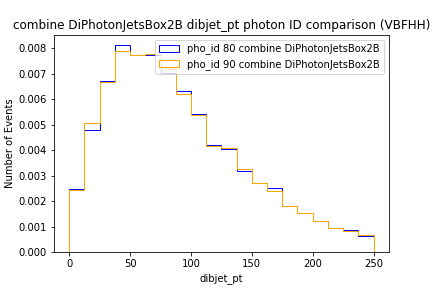 combine DiPhotonJetsBox2B dibjet_pt photon ID comparison (VBFHH)
pho_id 80 combine DiPhotonJetsBox2B
pho_id 90 combine DiPhotonJetsBox2B
Number of Events
0.008
0.007
0.006
0.005
0.004
0.003
0.002
0.001
0.000
0 50 100 150 200 250
dibjet_pt